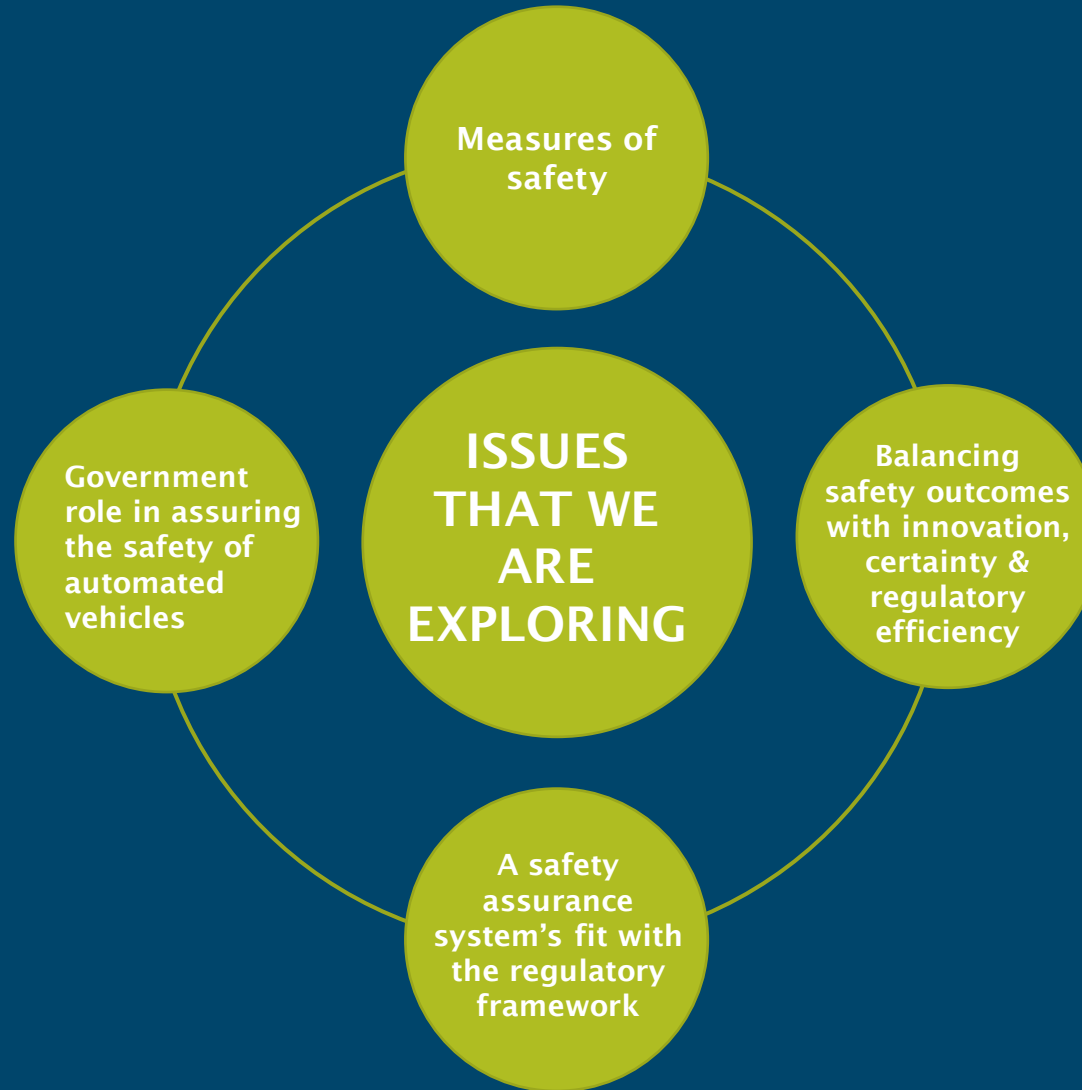 Measures of
safety
ISSUES
THAT WE
ARE
EXPLORING
Government
role in assuring
the safety of
automated
vehicles
Balancing
safety outcomes
with innovation,
certainty &
regulatory
efficiency
A safety
assurance
system’s fit with
the regulatory
framework